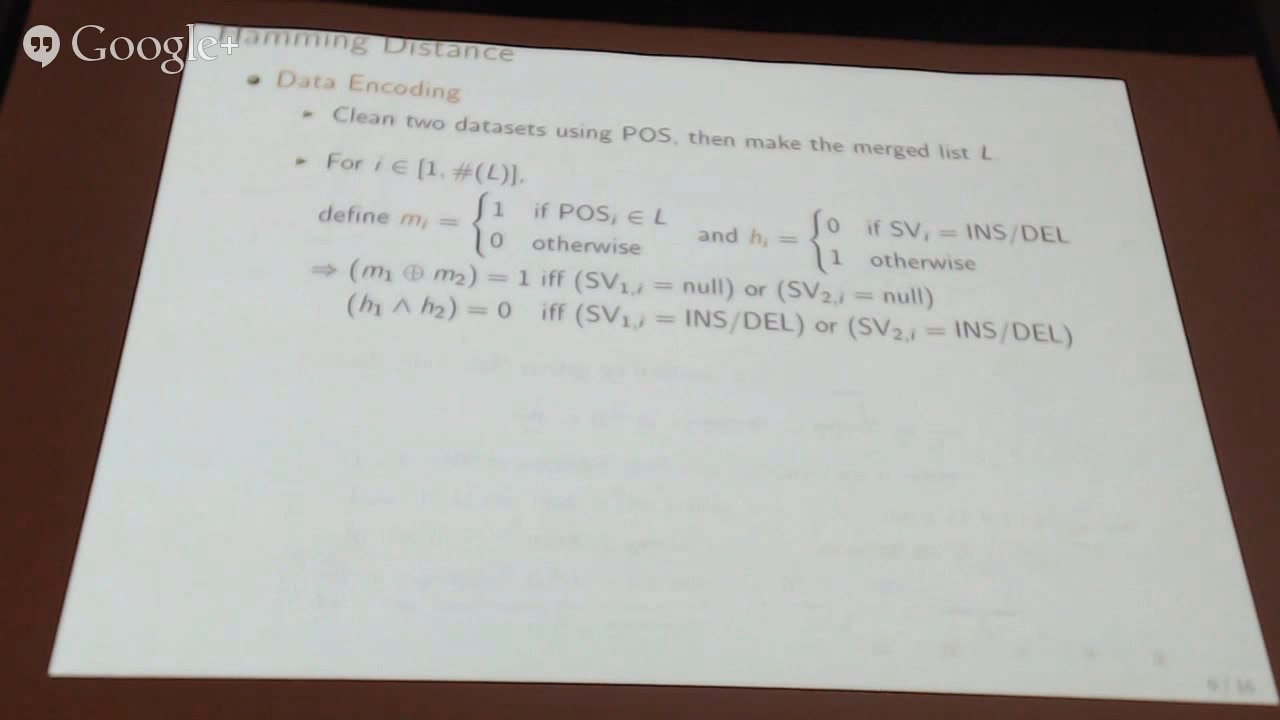 Google+
Hamming Distance
Data Encoding
Clean two datasets using POS, then make the merged list L.
For i ∈ [1, #(L)],
define mᵢ = { 1 if POSᵢ ∈ L
0 otherwise
and hᵢ = { 0 if SVᵢ = INS/DEL
1 otherwise
⇒ (m₁ ⊕ m₂) = 1 iff (SV₁,ᵢ = null) or (SV₂,ᵢ = null)
(h₁ ∧ h₂) = 0 iff (SV₁,ᵢ = INS/DEL) or (SV₂,ᵢ = INS/DEL)
9 / 16